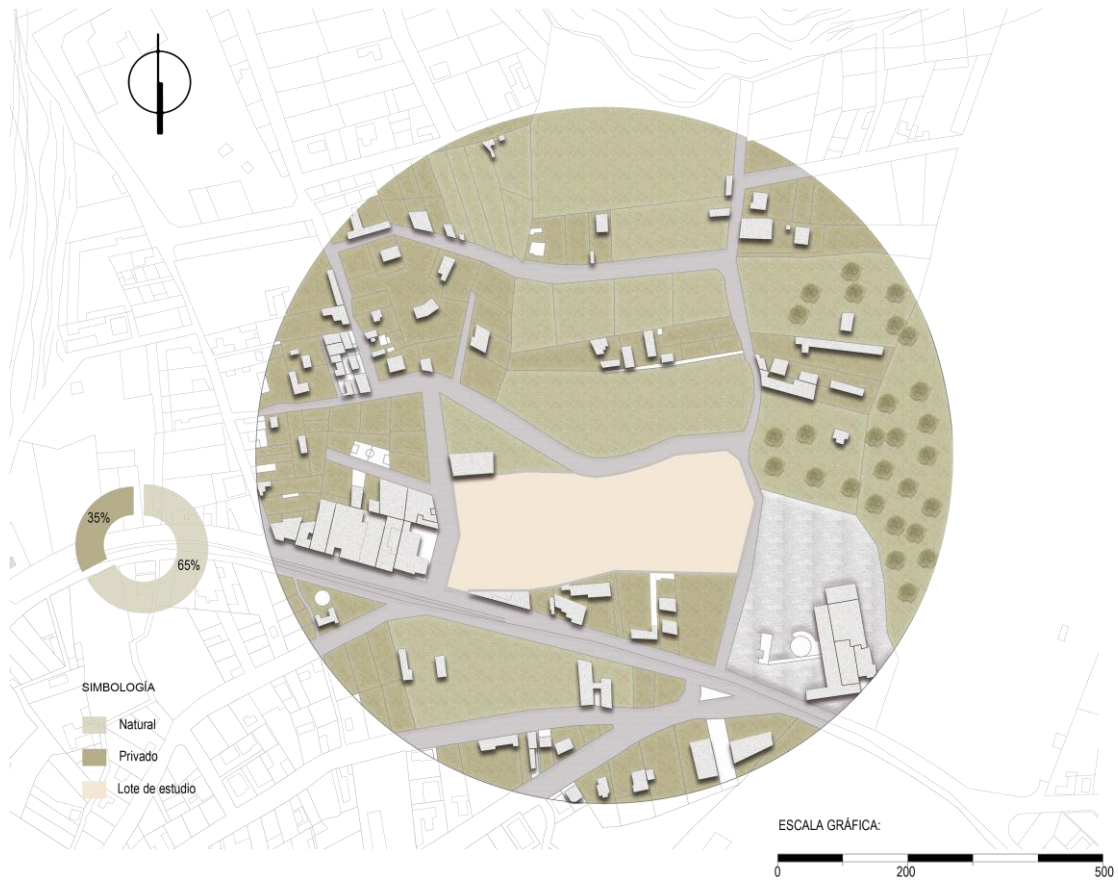 35%
65%
SIMBOLOGÍA
Natural
Privado
Lote de estudio
ESCALA GRÁFICA:
0 200 500